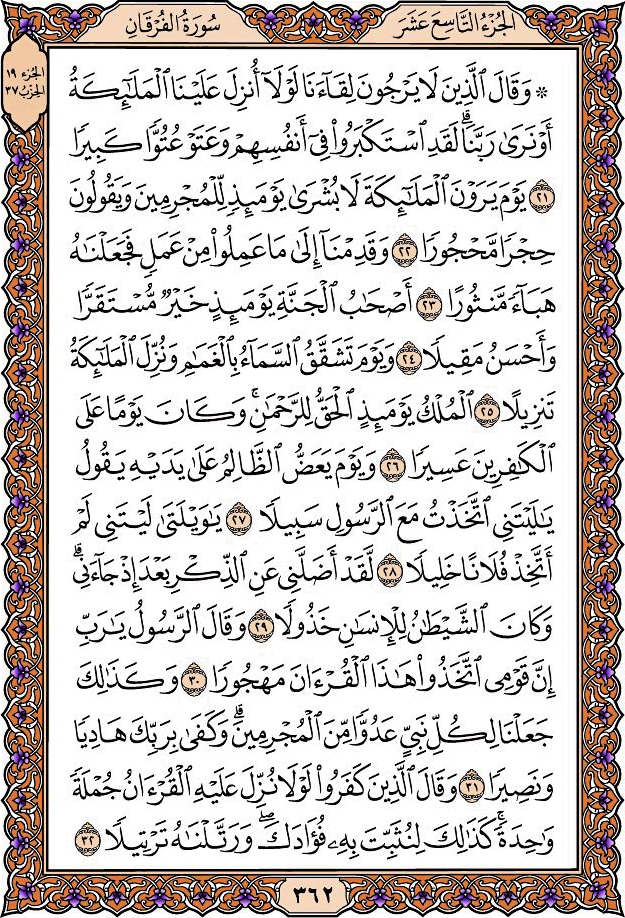 الجُزْءُ التَّاسِعَ عَشَرَ
سُورَةُ الفُرْقَانِ
الجزء ١٩
الحزب ٣٧
۞ وَقَالَ ٱلَّذِينَ لَا يَرْجُونَ لِقَآءَنَا لَوْلَآ أُنزِلَ عَلَيْنَا ٱلْمَلَٰٓئِكَةُ
أَوْ نَرَىٰ رَبَّنَاۗ لَقَدِ ٱسْتَكْبَرُوا۟ فِىٓ أَنفُسِهِمْ وَعَتَوْ عُتُوًّا كَبِيرًا
٢١ يَوْمَ يَرَوْنَ ٱلْمَلَٰٓئِكَةَ لَا بُشْرَىٰ يَوْمَئِذٍ لِّلْمُجْرِمِينَ وَيَقُولُونَ
حِجْرًا مَّحْجُورًا ٢٢ وَقَدِمْنَآ إِلَىٰ مَا عَمِلُوا۟ مِنْ عَمَلٍ فَجَعَلْنَٰهُ
هَبَآءً مَّنثُورًا ٢٣ أَصْحَٰبُ ٱلْجَنَّةِ يَوْمَئِذٍ خَيْرٌ مُّسْتَقَرًّا
وَأَحْسَنُ مَقِيلًا ٢٤ وَيَوْمَ تَشَقَّقُ ٱلسَّمَآءُ بِٱلْغَمَٰمِ وَنُزِّلَ ٱلْمَلَٰٓئِكَةُ
تَنزِيلًا ٢٥ ٱلْمُلْكُ يَوْمَئِذٍ ٱلْحَقُّ لِلرَّحْمَٰنِۚ وَكَانَ يَوْمًا عَلَى
ٱلْكَٰفِرِينَ عَسِيرًا ٢٦ وَيَوْمَ يَعَضُّ ٱلظَّالِمُ عَلَىٰ يَدَيْهِ يَقُولُ
يَٰلَيْتَنِى ٱتَّخَذْتُ مَعَ ٱلرَّسُولِ سَبِيلًا ٢٧ يَٰوَيْلَتَىٰ لَيْتَنِى لَمْ
أَتَّخِذْ فُلَانًا خَلِيلًا ٢٨ لَّقَدْ أَضَلَّنِى عَنِ ٱلذِّكْرِ بَعْدَ إِذْ جَآءَنِىۗ
وَكَانَ ٱلشَّيْطَٰنُ لِلْإِنسَٰنِ خَذُولًا ٢٩ وَقَالَ ٱلرَّسُولُ يَٰرَبِّ
إِنَّ قَوْمِى ٱتَّخَذُوا۟ هَٰذَا ٱلْقُرْءَانَ مَهْجُورًا ٣٠ وَكَذَٰلِكَ
جَعَلْنَا لِكُلِّ نَبِىٍّ عَدُوًّا مِّنَ ٱلْمُجْرِمِينَۗ وَكَفَىٰ بِرَبِّكَ هَادِيًا
وَنَصِيرًا ٣١ وَقَالَ ٱلَّذِينَ كَفَرُوا۟ لَوْلَا نُزِّلَ عَلَيْهِ ٱلْقُرْءَانُ جُمْلَةً
وَٰحِدَةًۚ كَذَٰلِكَ لِنُثَبِّتَ بِهِۦ فُؤَادَكَۖ وَرَتَّلْنَٰهُ تَرْتِيلًا ٣٢
٣٦٢